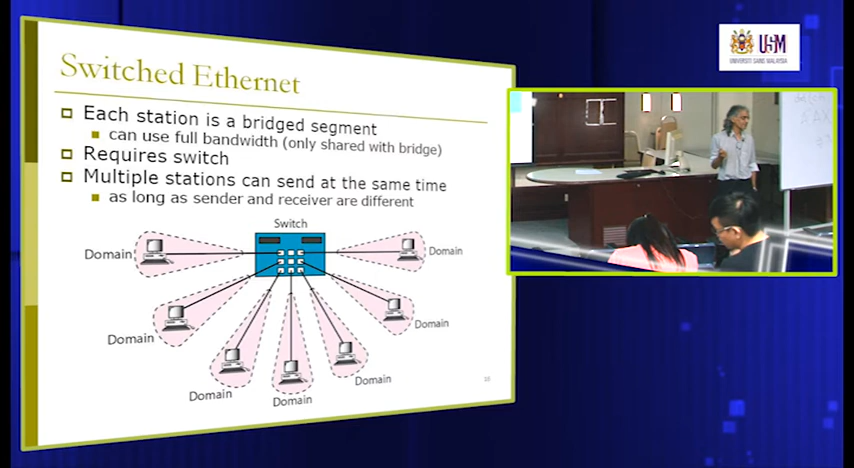 Switched Ethernet
Each station is a bridged segment
can use full bandwidth (only shared with bridge)
Requires switch
Multiple stations can send at the same time
as long as sender and receiver are different
Switch
Domain
Domain
Domain
Domain
Domain
Domain
Domain
USM
UNIVERSITI SAINS MALAYSIA